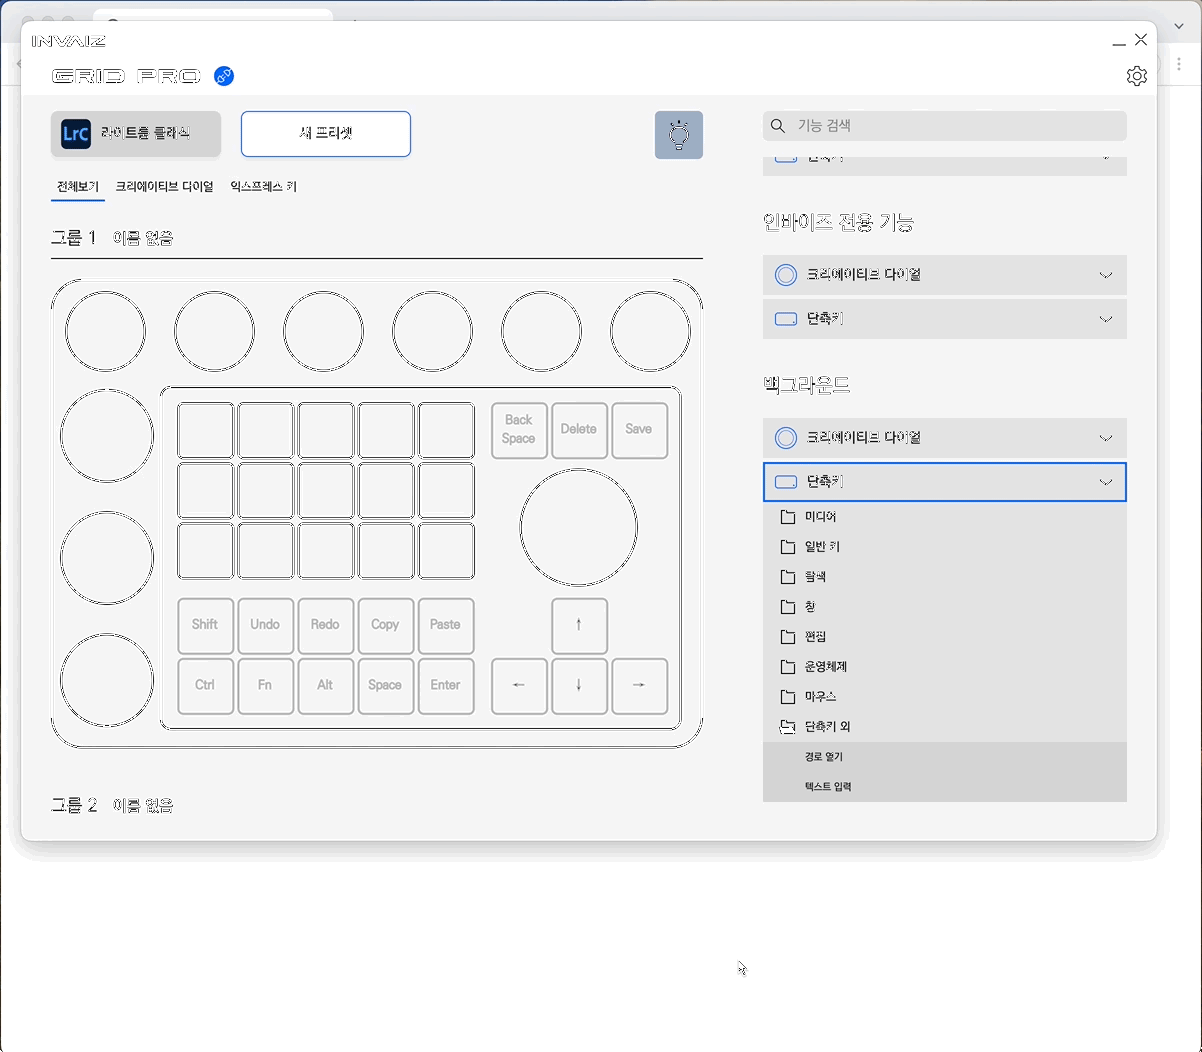 INVAIZ
GRID PRO
LrC 라이트룸 클래식
새 프리셋
기능 검색
단축키
전체보기 크리에이티브 다이얼 익스프레스 키
인바이즈 전용 기능
그룹 1 이름 없음
크리에이티브 다이얼
단축키
백그라운드
Back Space
Delete
Save
크리에이티브 다이얼
단축키
미디어
일반 키
탐색
창
편집
운영체제
마우스
단축키 외
경로 열기
텍스트 입력
Shift Undo Redo Copy Paste ↑
Ctrl Fn Alt Space Enter ← ↓ →
그룹 2 이름 없음